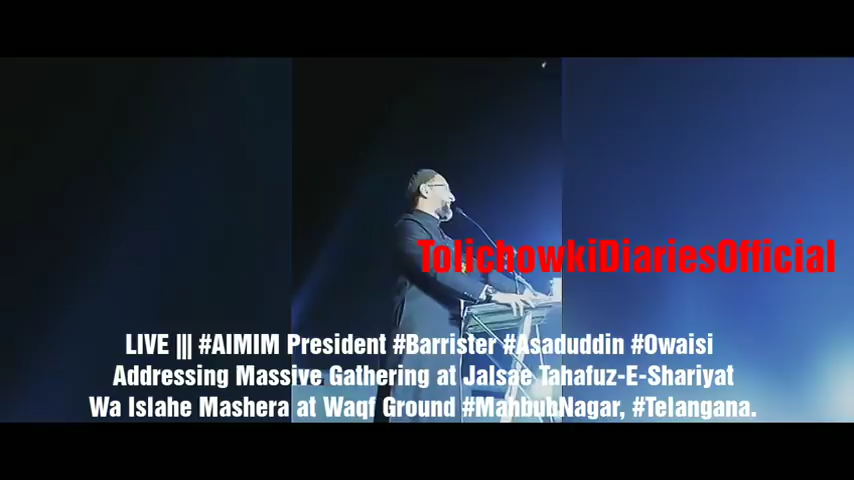 TolichowkiDiariesOfficial
LIVE ||| #AIMIM President #Barrister #Asaduddin #Owaisi
Addressing Massive Gathering at Jalsae Tahafuz-E-Shariyat
Wa Islahe Mashera at Waqf Ground #MahbubNagar, #Telangana.